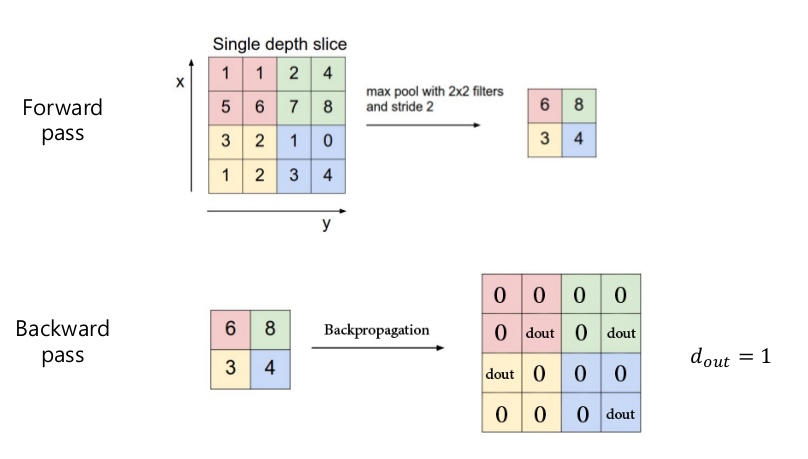 Single depth slice
x
1 1 2 4
5 6 7 8
3 2 1 0
1 2 3 4
y
Forward
pass
max pool with 2x2 filters
and stride 2
6 8
3 4
Backward
pass
6 8
3 4
Backpropagation
0 0 0 0
0 dout 0 dout
dout 0 0 0
0 0 0 dout
d_{out} = 1